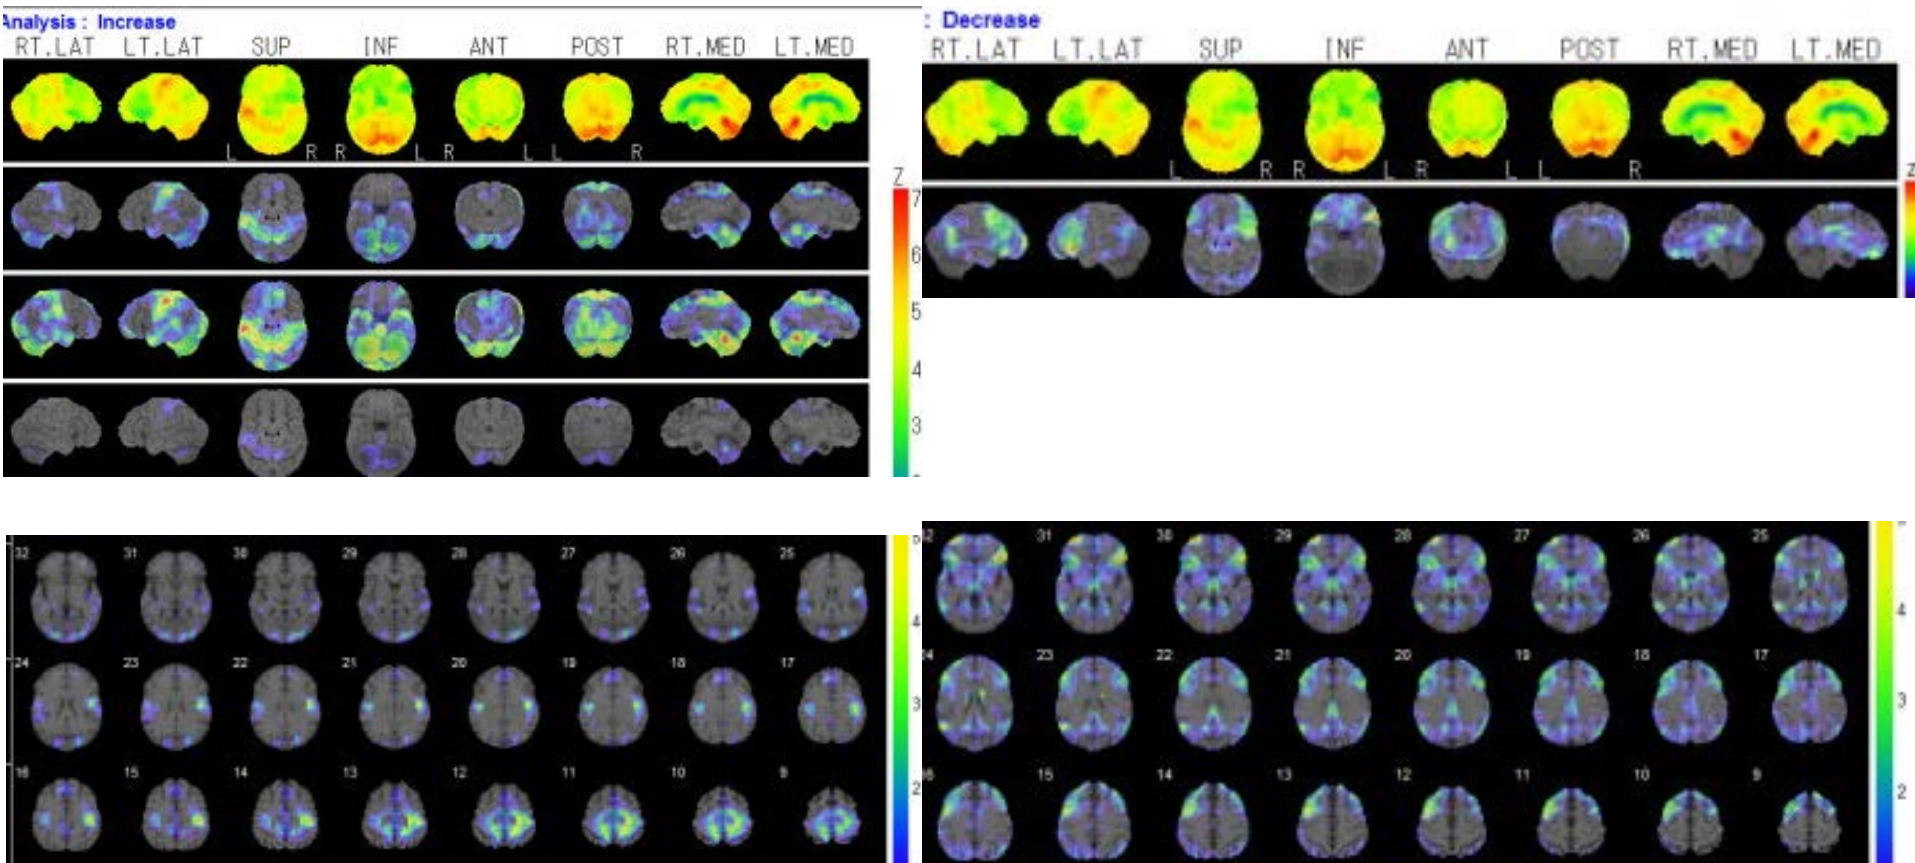 Analysis : Increase
RT.LAT LT.LAT SUP INF ANT POST RT.MED LT.MED
L R R L R L L R
Z
7
6
5
4
3
: Decrease
RT.LAT LT.LAT SUP INF ANT POST RT.MED LT.MED
L R R L R L L R
Z
32 31 30 29 28 27 26 25
24 23 22 21 20 19 18 17
16 15 14 13 12 11 10 9
4
3
2
31 30 29 28 27 26 25
23 22 21 20 19 18 17
15 14 13 12 11 10 9
4
3
2